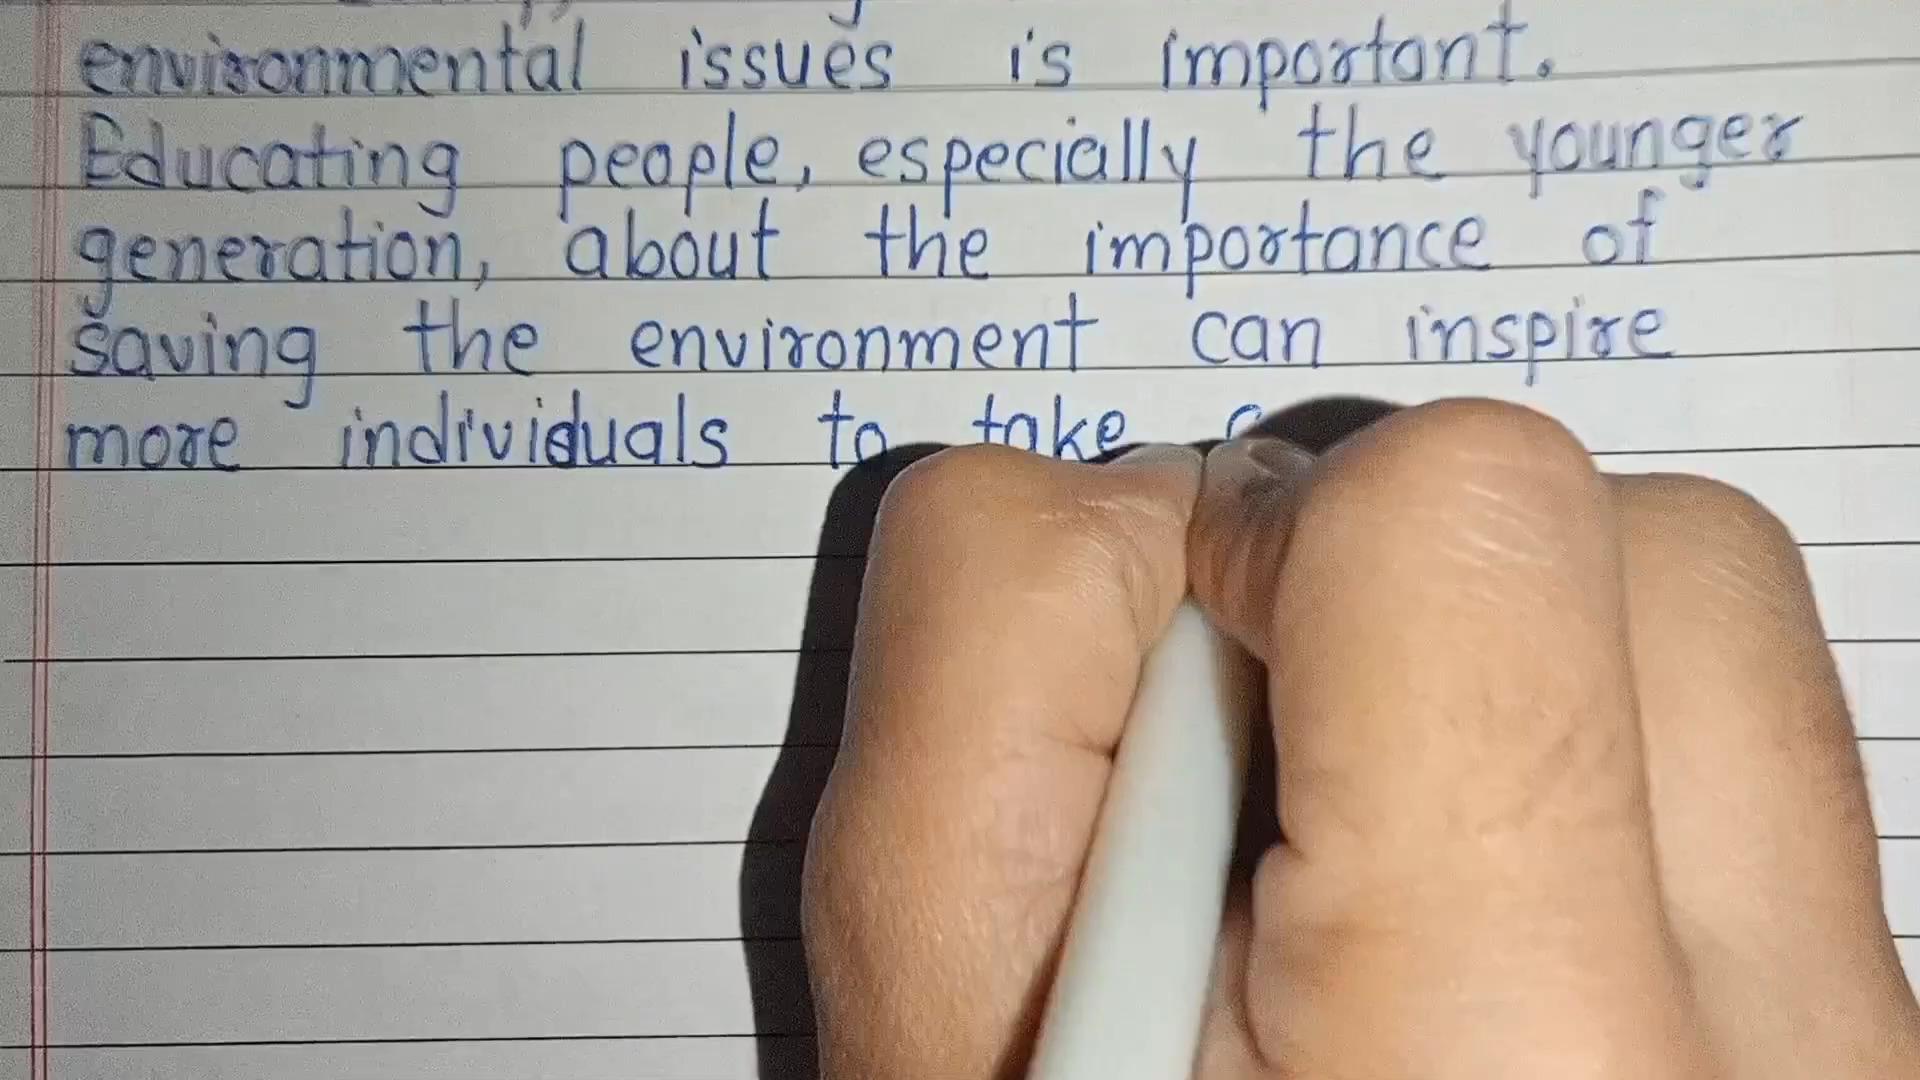 environmental issues is important.
Educating people, especially the younger
generation, about the importance of
saving the environment can inspire
more individuals to take